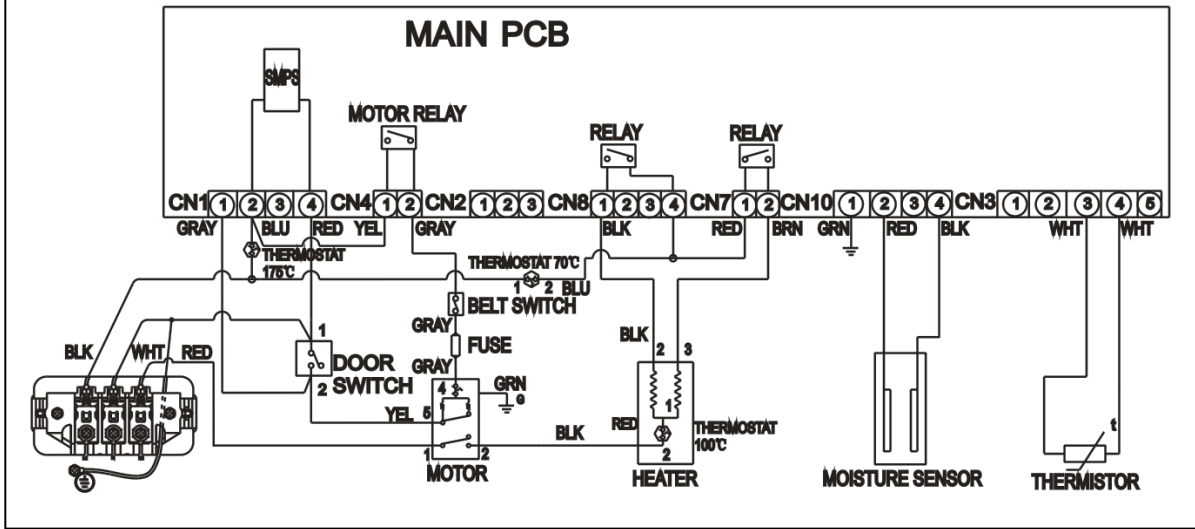 MAIN PCB
SMPS
MOTOR RELAY
RELAY RELAY
CN1 1 2 3 4 CN4 1 2 CN2 1 2 3 CN8 1 2 3 4 CN7 1 2 CN10 1 2 3 4 CN3 1 2 3 4 5
GRAY BLU RED YEL GRAY BLK RED BRN GRN RED BLK WHT WHT
THERMOSTAT
175℃
THERMOSTAT 70℃
1 2 BLU
BELT SWITCH
GRAY
FUSE
GRAY
BLK
2 3
1
DOOR
SWITCH
2
BLK WHT RED
4
GRN
G
YEL 5
1 2
MOTOR
BLK
RED
1
THERMOSTAT
100℃
2
HEATER
MOISTURE SENSOR
t
THERMISTOR